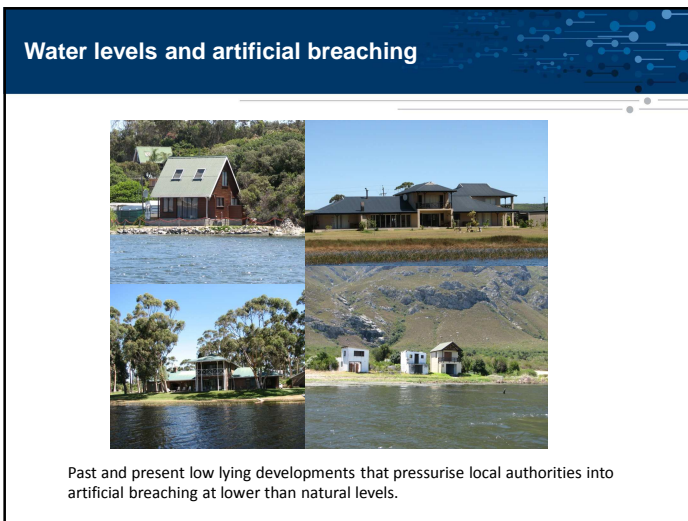 Water levels and artificial breaching
Past and present low lying developments that pressurise local authorities into
artificial breaching at lower than natural levels.